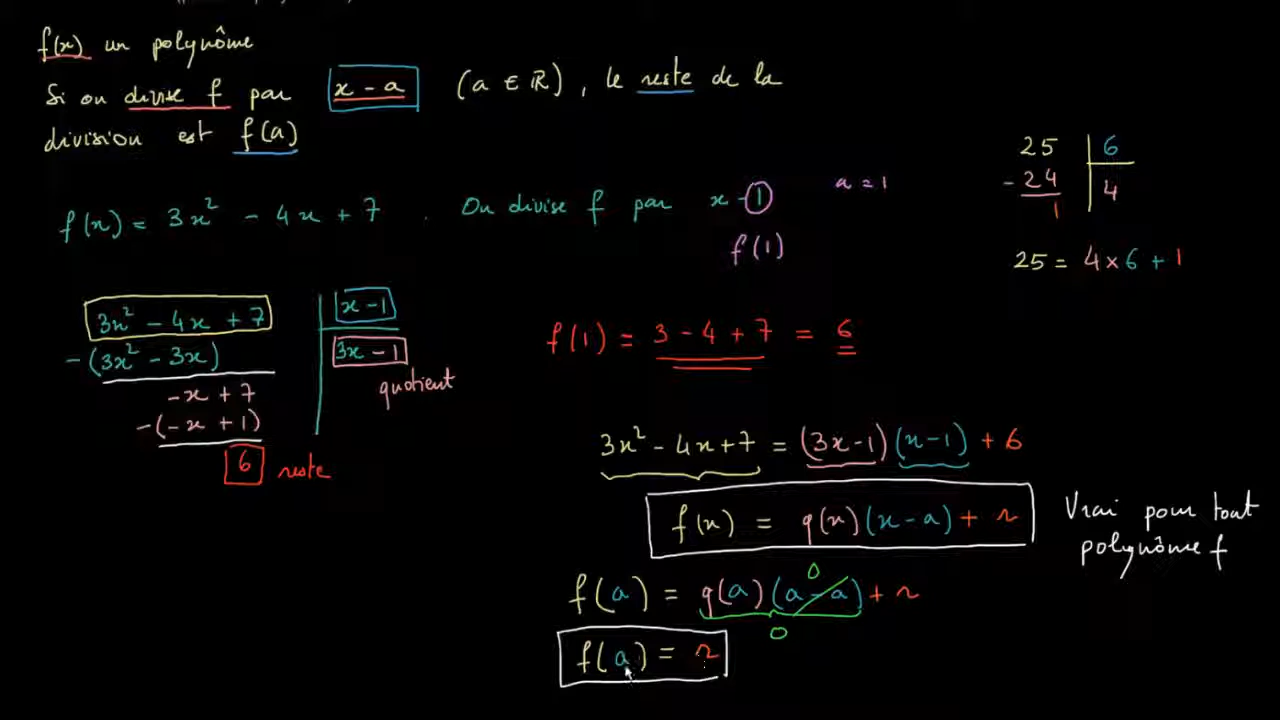 f(x) un polynôme
Si on divise f par x - a (a ∈ ℝ), le reste de la
division est f(a)
f(x) = 3x² - 4x + 7 . On divise f par x - 1
a = 1
f(1)
25 | 6
- 24 | 4
1
25 = 4 × 6 + 1
3x² - 4x + 7 | x - 1
-(3x² - 3x) | 3x - 1
quotient
-x + 7
-(-x + 1)
6 reste
f(1) = 3 - 4 + 7 = 6
3x² - 4x + 7 = (3x - 1)(x - 1) + 6
f(x) = q(x)(x - a) + r
Vrai pour tout
polynôme f
0
f(a) = q(a)(a - a) + r
0
f(a) = r